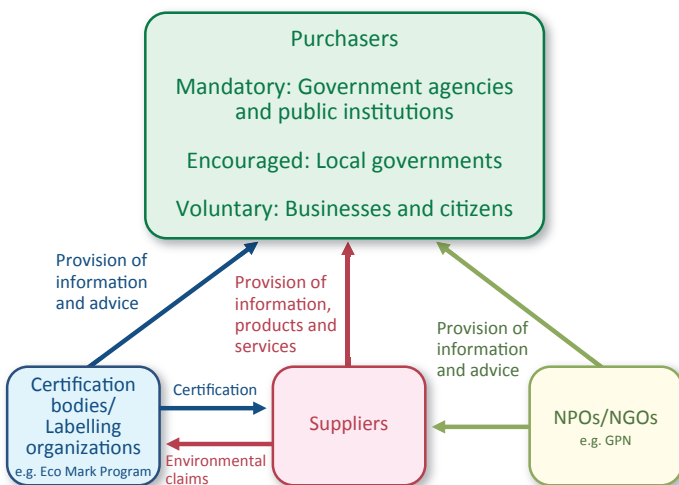 Purchasers
Mandatory: Government agencies
and public institutions
Encouraged: Local governments
Voluntary: Businesses and citizens
Provision of
information
and advice
Provision of
information,
products and
services
Provision of
information
and advice
Certification
bodies/
Labelling
organizations
e.g. Eco Mark Program
Certification
Environmental
claims
Suppliers
NPOs/NGOs
e.g. GPN